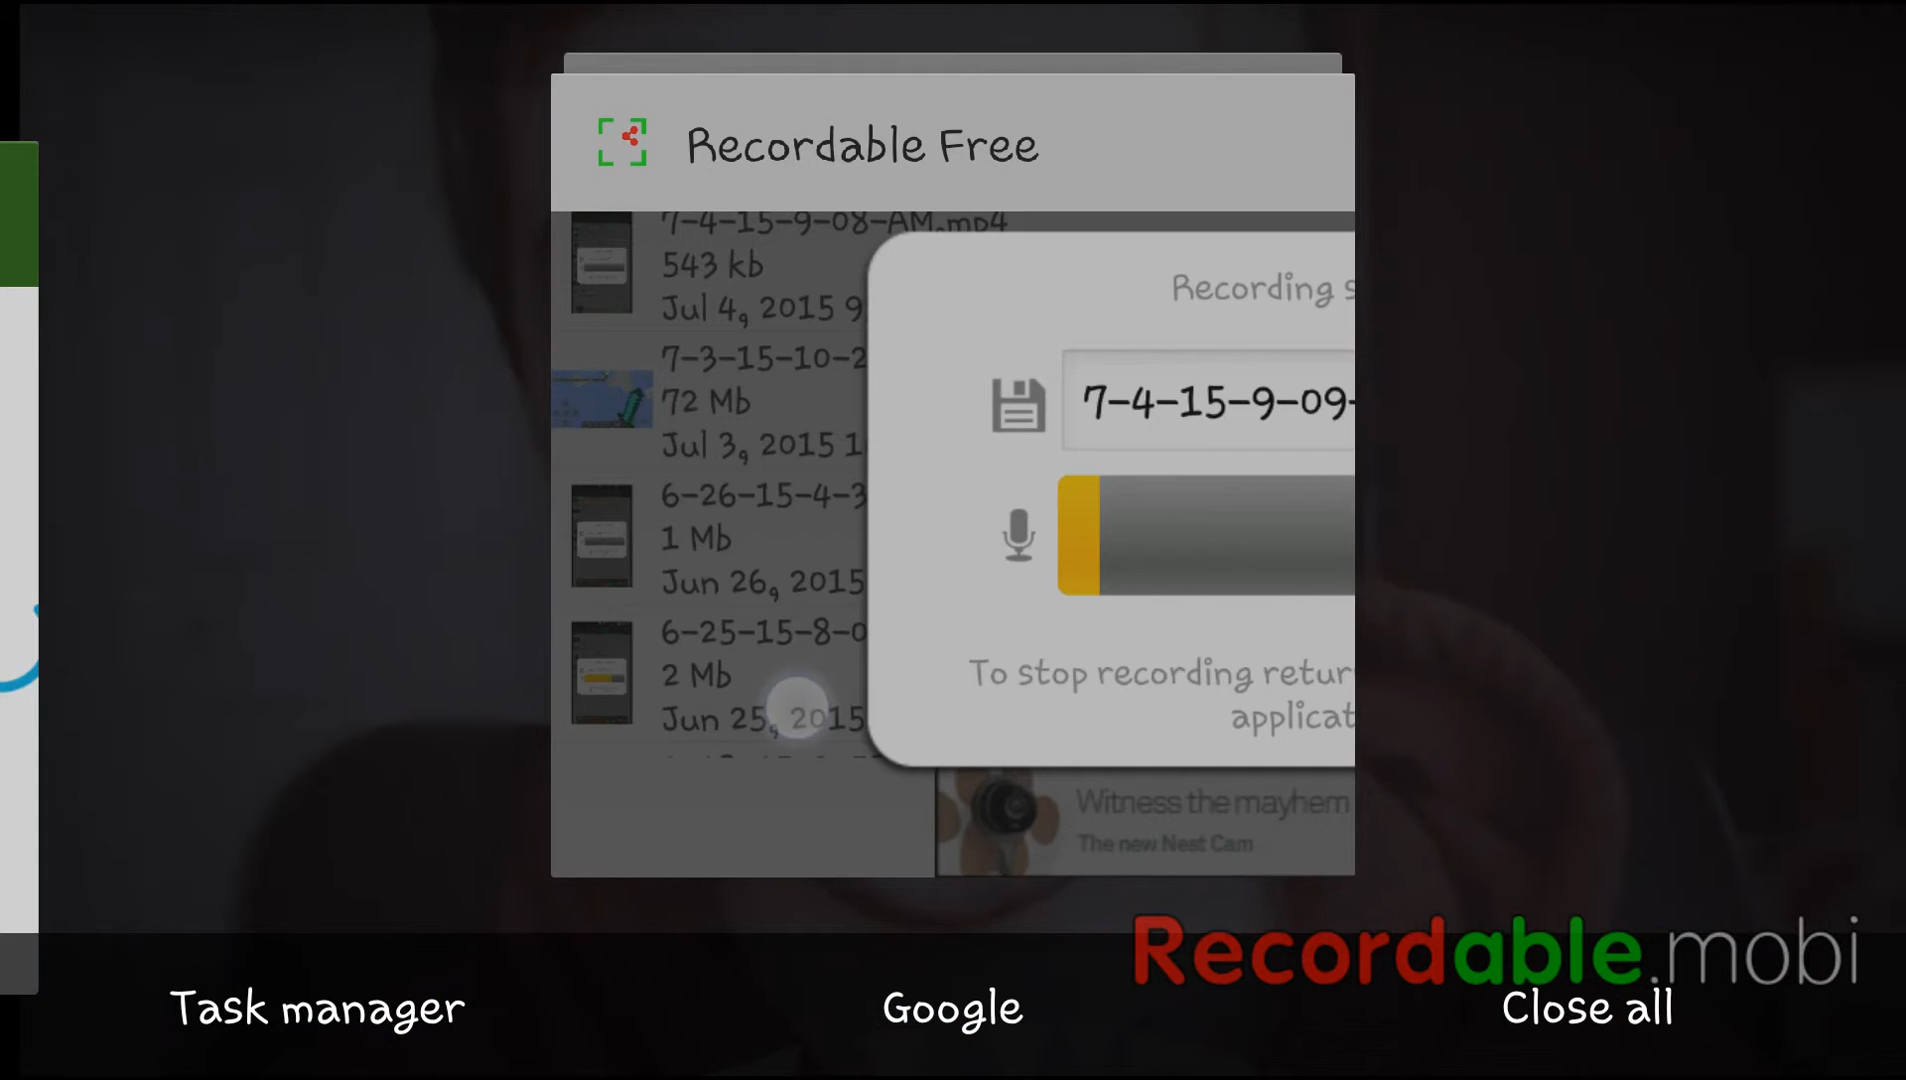 Recordable Free
7-4-15-9-08-AM.mp4
543 kb
Jul 4, 2015 9
7-3-15-10-2
72 Mb
Jul 3, 2015 1
6-26-15-4-3
1 Mb
Jun 26, 2015
6-25-15-8-0
2 Mb
Jun 25, 2015
Recording s
7-4-15-9-09-
To stop recording retur
applicat
Witness the mayhem
The new Nest Cam
Recordable.mobi
Task manager
Google
Close all